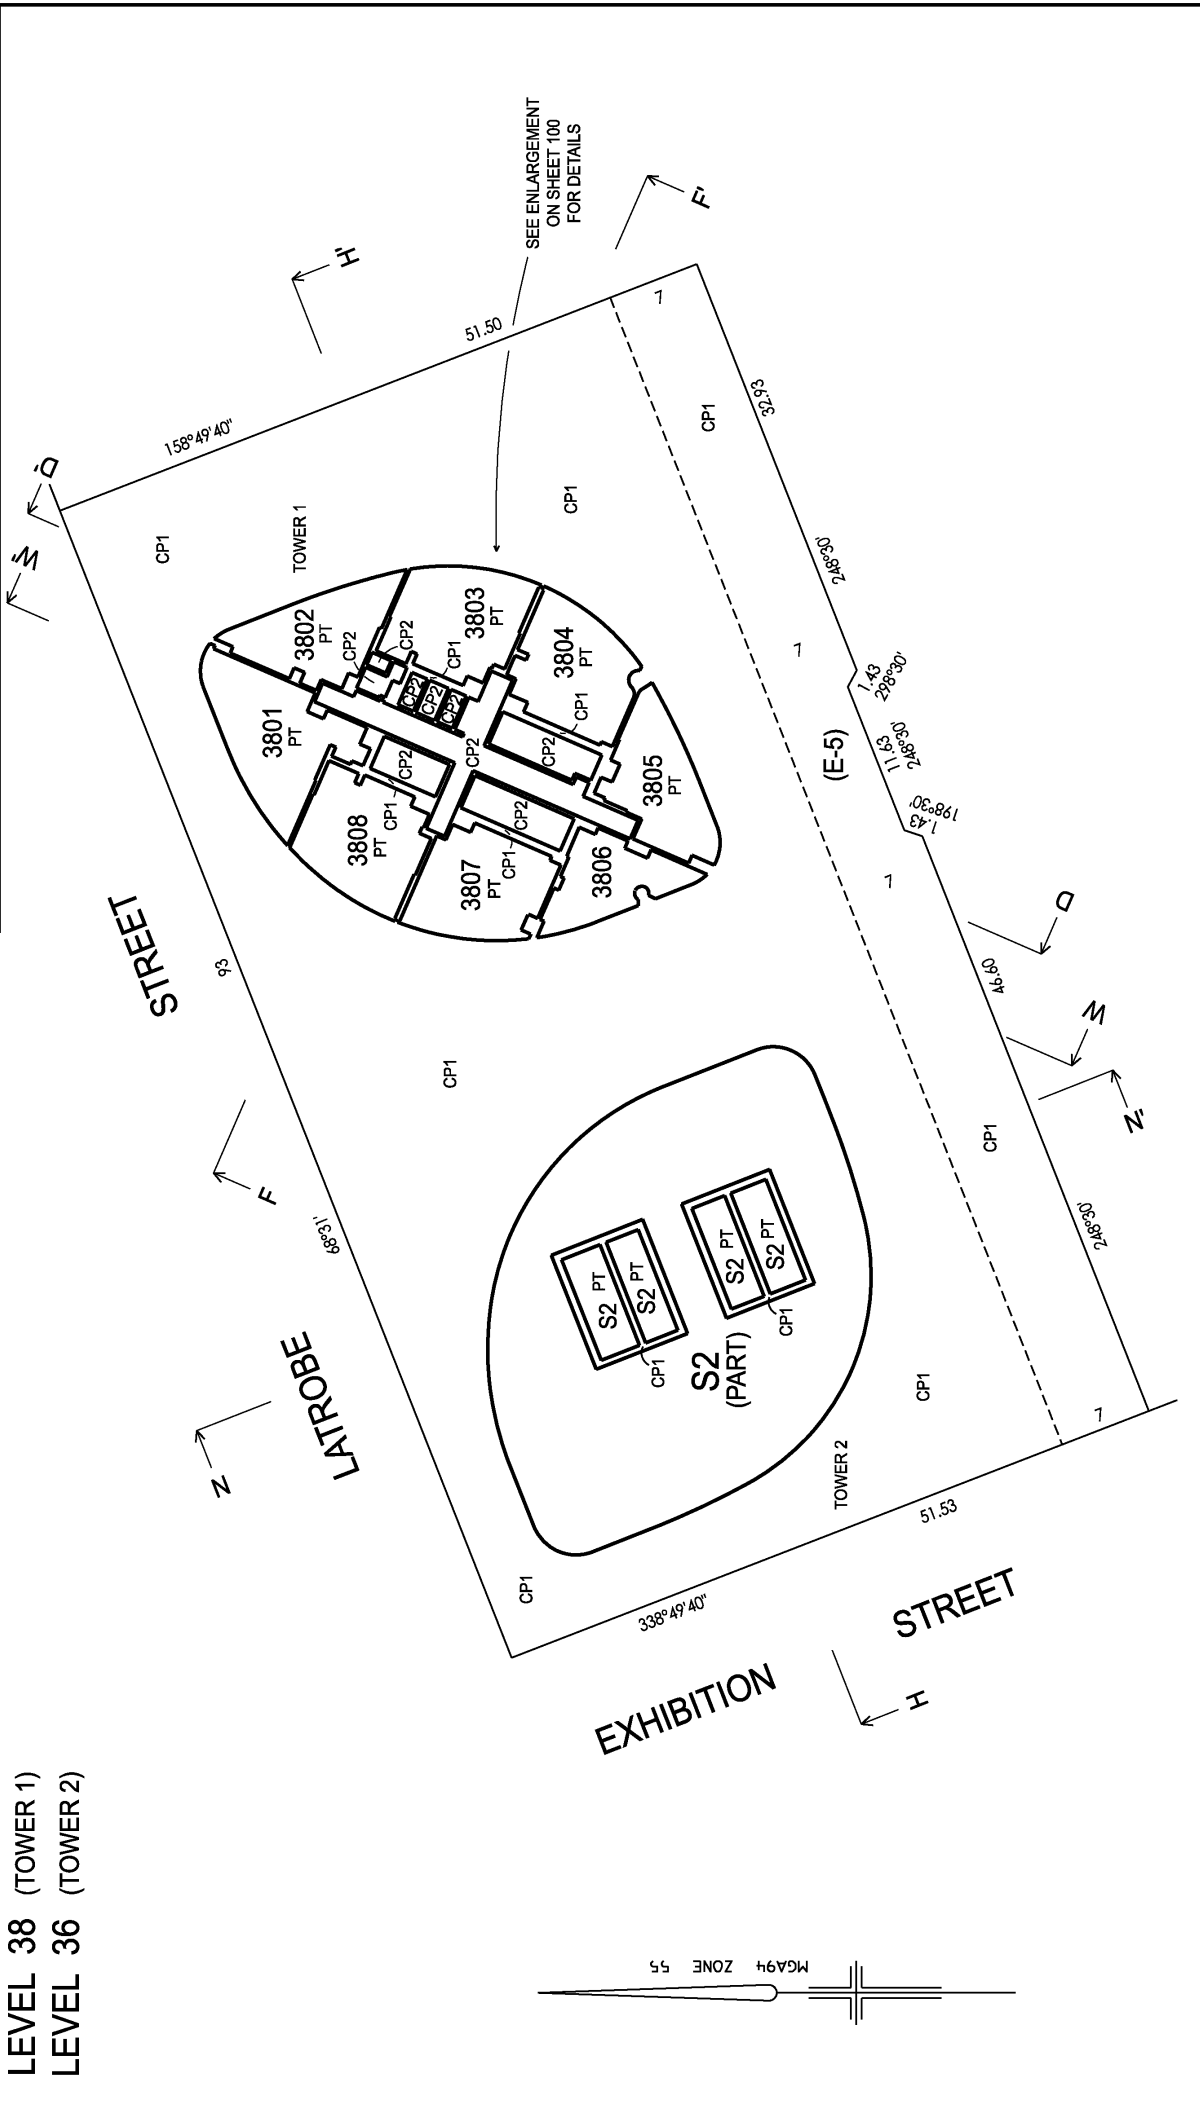 LEVEL 38 (TOWER 1)
LEVEL 36 (TOWER 2)
MGA94 ZONE 55
LATROBE
STREET
EXHIBITION
STREET
SEE ENLARGEMENT
ON SHEET 100
FOR DETAILS
TOWER 1
TOWER 2
158°49'40"
51.50
93
68°31'
338°49'40"
51.53
32.93
248°30'
1.43
298°30'
11.63
248°30'
1.43
198°30'
46.60
248°30'
(E-5)
7
7
7
7
CP1
CP1
CP1
CP1
CP1
CP1
CP1
3801
PT
3802
PT
3803
PT
3804
PT
3805
PT
3806
3807
PT
3808
PT
CP2
CP2
CP2
CP2
CP2
CP2
CP2
CP2
CP2
CP1
CP1
CP1
CP1
S2
(PART)
S2 PT
S2 PT
S2 PT
S2 PT
CP1
CP1
D'
W'
H'
F'
F
N
H
D
W
N'